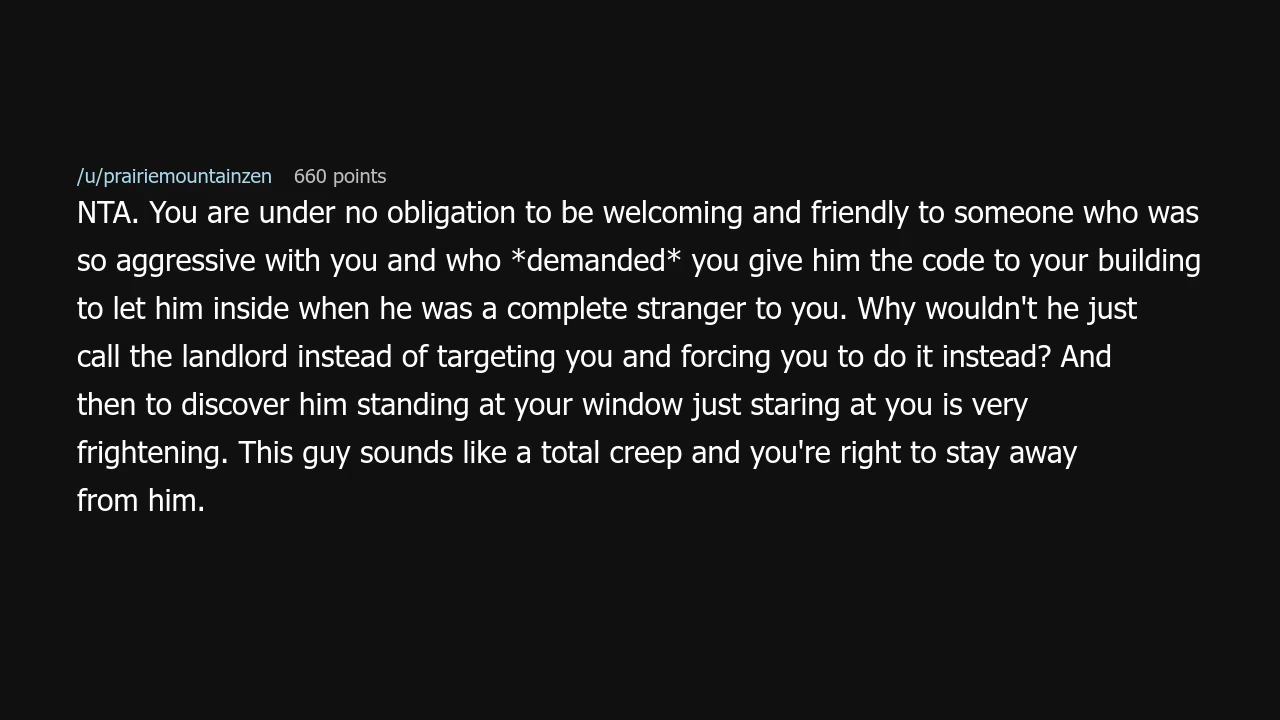 /u/prairiemountainzen 660 points
NTA. You are under no obligation to be welcoming and friendly to someone who was
so aggressive with you and who *demanded* you give him the code to your building
to let him inside when he was a complete stranger to you. Why wouldn't he just
call the landlord instead of targeting you and forcing you to do it instead? And
then to discover him standing at your window just staring at you is very
frightening. This guy sounds like a total creep and you're right to stay away
from him.